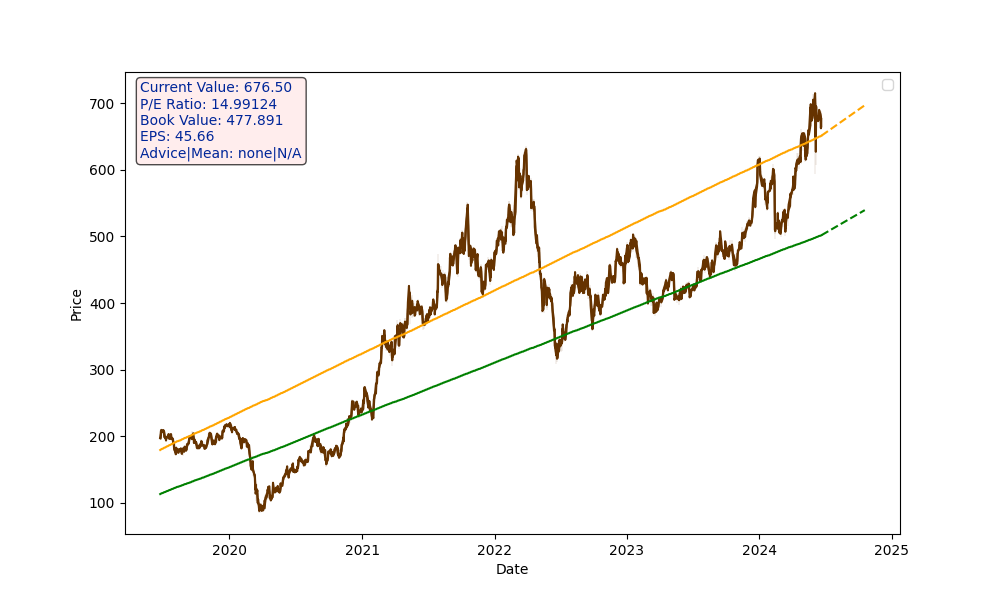 Current Value: 676.50
P/E Ratio: 14.99124
Book Value: 477.891
EPS: 45.66
Advice|Mean: none|N/A
700
600
500
400
300
200
100
Price
2020 2021 2022 2023 2024 2025
Date